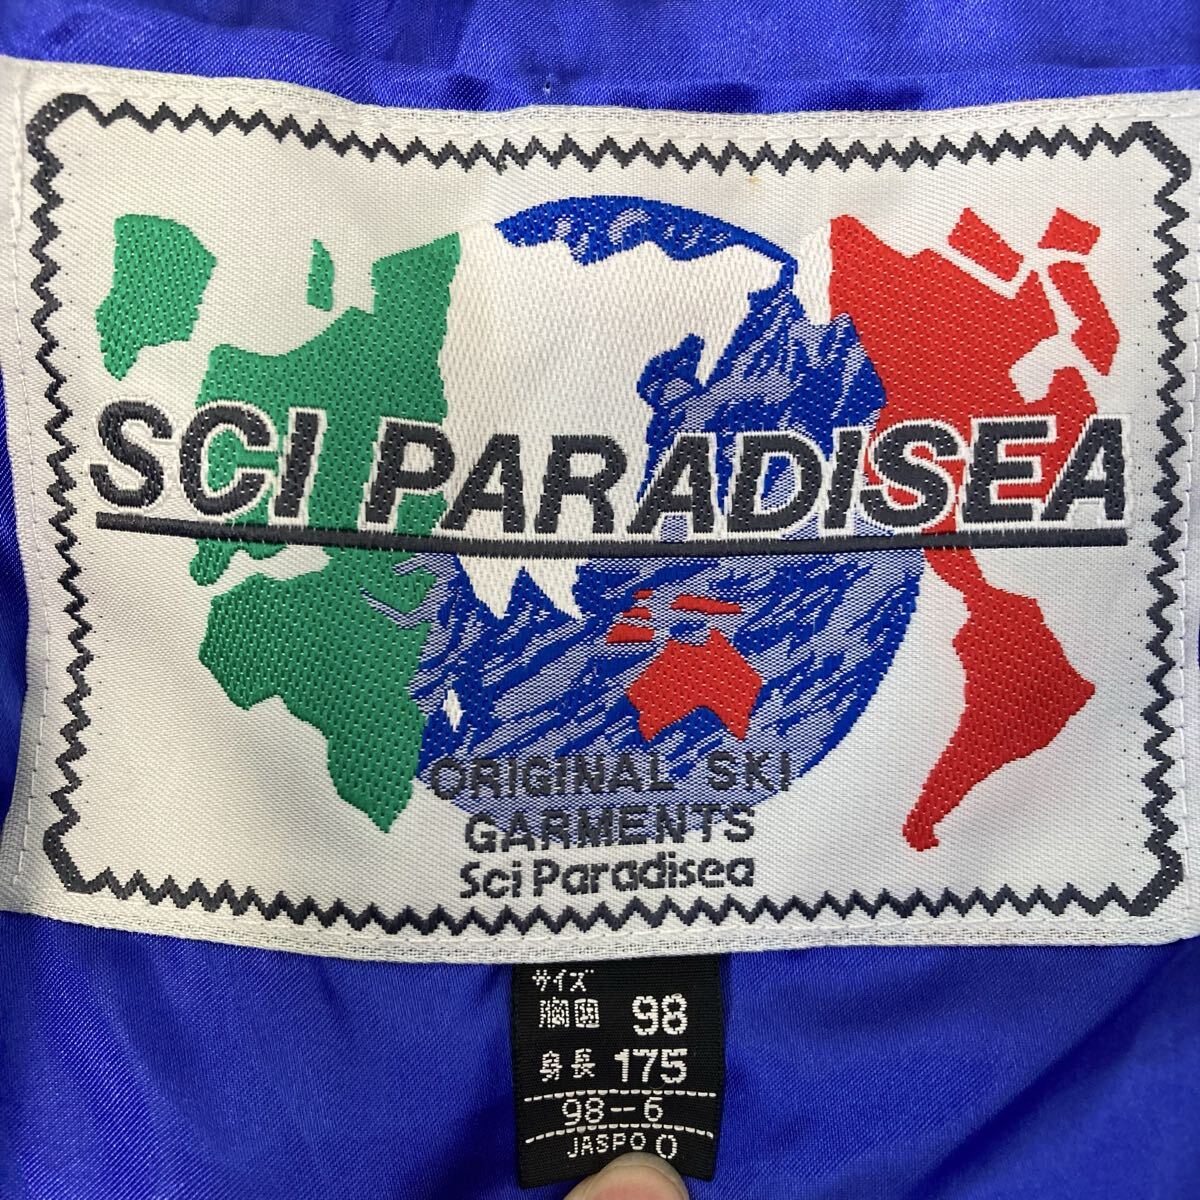 SCI PARADISEA
ORIGINAL SKI
GARMENTS
Sci Paradisea
サイズ
胸囲 98
身長 175
98-6
JASPO O